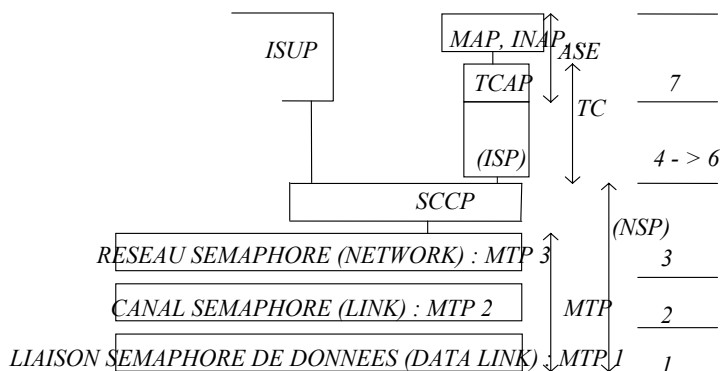 ISUP
MAP, INAP,
ASE
TCAP
7
TC
(ISP)
4 - > 6
SCCP
(NSP)
RESEAU SEMAPHORE (NETWORK) : MTP 3
3
CANAL SEMAPHORE (LINK) : MTP 2
MTP
2
LIAISON SEMAPHORE DE DONNEES (DATA LINK) : MTP 1
1